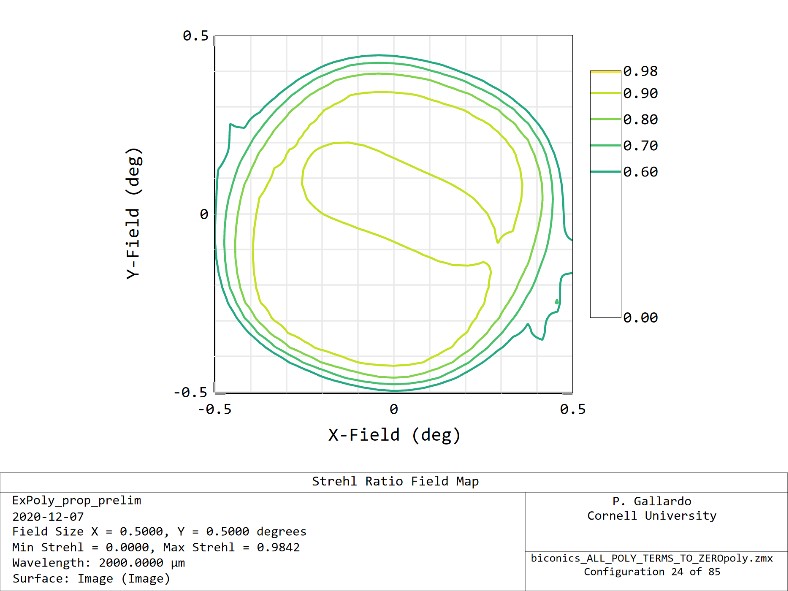 0.5
0
-0.5
-0.5
0
0.5
Y-Field (deg)
X-Field (deg)
0.98
0.90
0.80
0.70
0.60
0.00
Strehl Ratio Field Map
ExPoly_prop_prelim
2020-12-07
Field Size X = 0.5000, Y = 0.5000 degrees
Min Strehl = 0.0000, Max Strehl = 0.9842
Wavelength: 2000.0000 µm
Surface: Image (Image)
P. Gallardo
Cornell University
biconics_ALL_POLY_TERMS_TO_ZEROpoly.zmx
Configuration 24 of 85